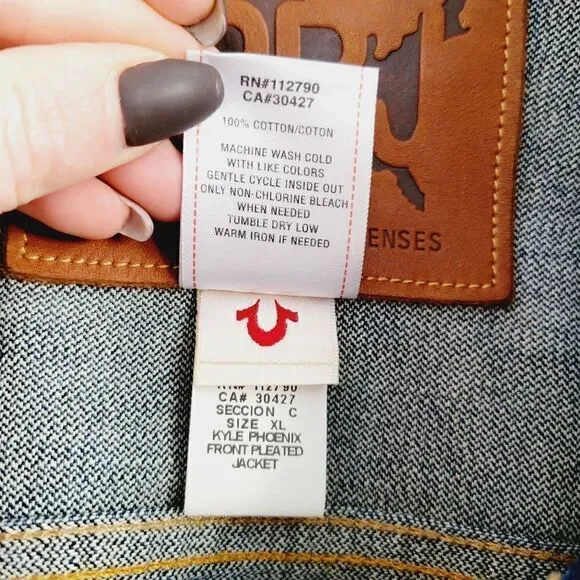 RN#112790
CA#30427
100% COTTON/COTON
MACHINE WASH COLD
WITH LIKE COLORS
GENTLE CYCLE INSIDE OUT
ONLY NON-CHLORINE BLEACH
WHEN NEEDED
TUMBLE DRY LOW
WARM IRON IF NEEDED
ENSES
RN# 112790
CA# 30427
SECCION C
SIZE XL
KYLE PHOENIX
FRONT PLEATED
JACKET